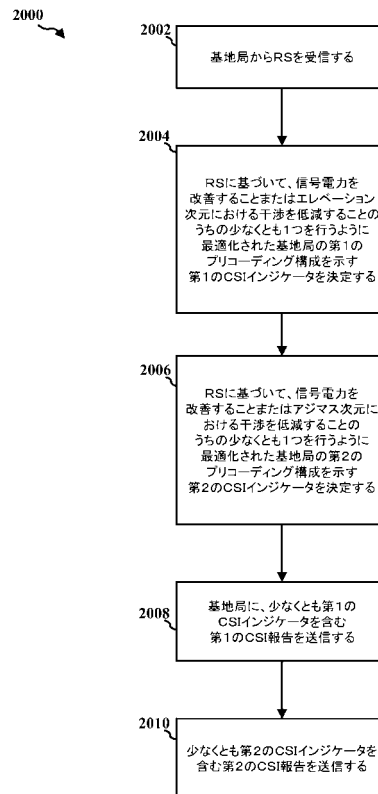 2000
2002
基地局からRSを受信する
2004
RSに基づいて、信号電力を
改善することまたはエレベーション
次元における干渉を低減することの
うちの少なくとも1つを行うように
最適化された基地局の第1の
プリコーディング構成を示す
第1のCSIインジケータを決定する
2006
RSに基づいて、信号電力を
改善することまたはアジマス次元に
おける干渉を低減することの
うちの少なくとも1つを行うように
最適化された基地局の第2の
プリコーディング構成を示す
第2のCSIインジケータを決定する
2008
基地局に、少なくとも第1の
CSIインジケータを含む
第1のCSI報告を送信する
2010
少なくとも第2のCSIインジケータを
含む第2のCSI報告を送信する